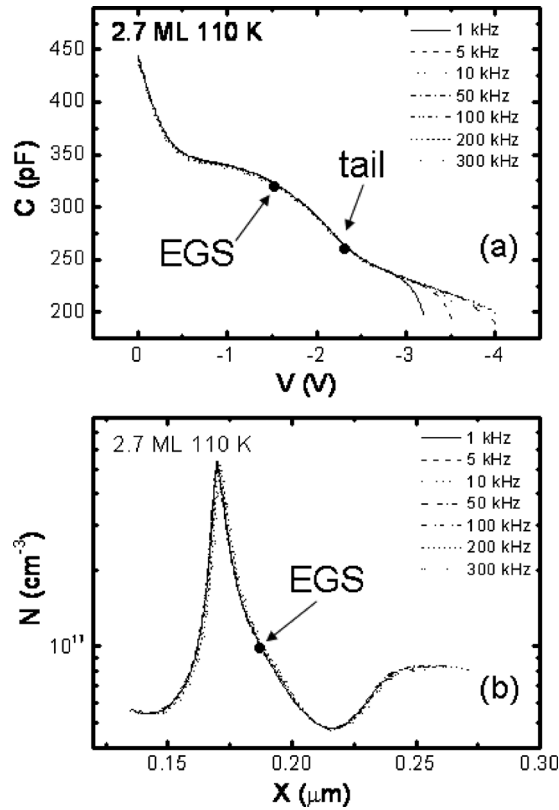 2.7 ML 110 K
1 kHz
5 kHz
10 kHz
50 kHz
100 kHz
200 kHz
300 kHz
450
400
350
300
250
200
C (pF)
EGS
tail
(a)
0 -1 -2 -3 -4
V (V)
2.7 ML 110 K
1 kHz
5 kHz
10 kHz
50 kHz
100 kHz
200 kHz
300 kHz
N (cm⁻³)
10¹¹
EGS
(b)
0.15 0.20 0.25 0.30
X (μm)